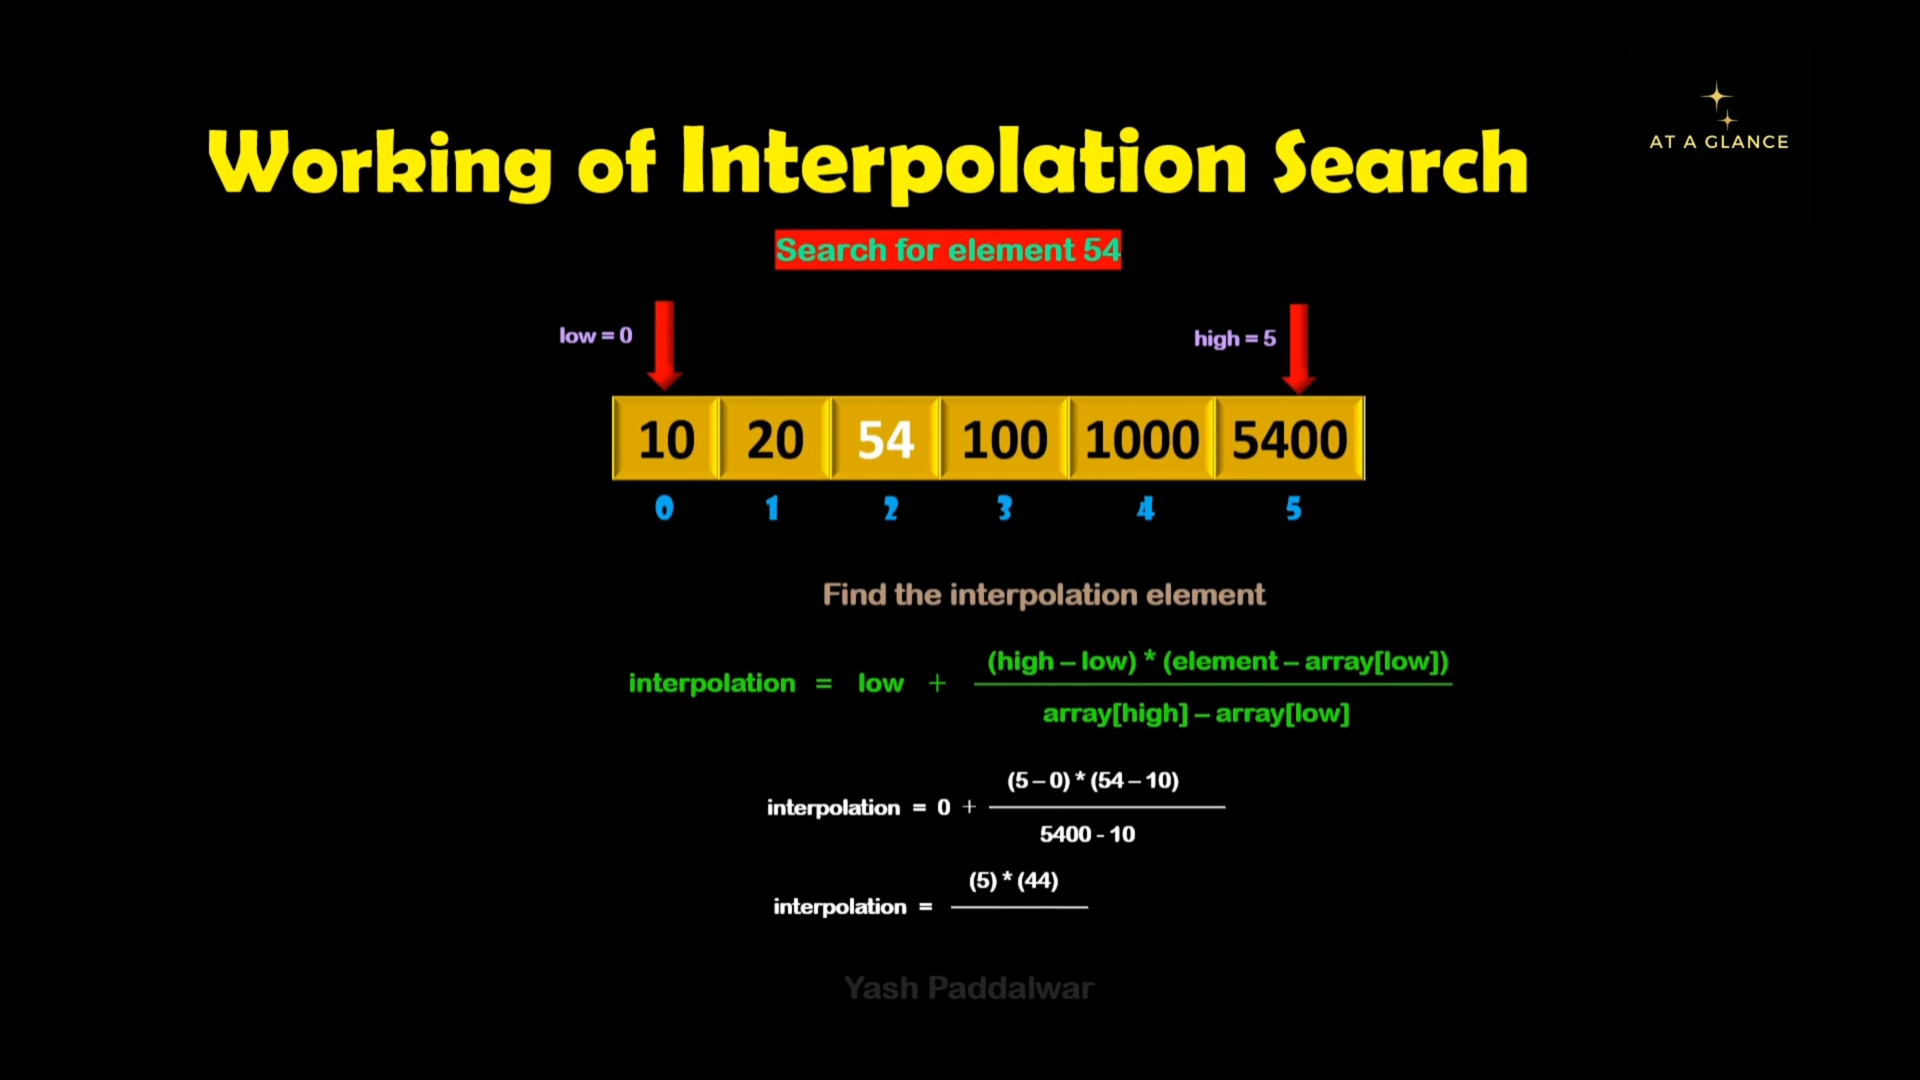 AT A GLANCE
Working of Interpolation Search
Search for element 54
low = 0
high = 5
10 20 54 100 1000 5400
0 1 2 3 4 5
Find the interpolation element
interpolation = low + (high – low) * (element – array[low])
array[high] – array[low]
interpolation = 0 + (5 – 0) * (54 – 10)
5400 - 10
interpolation = (5) * (44)
Yash Paddalwar